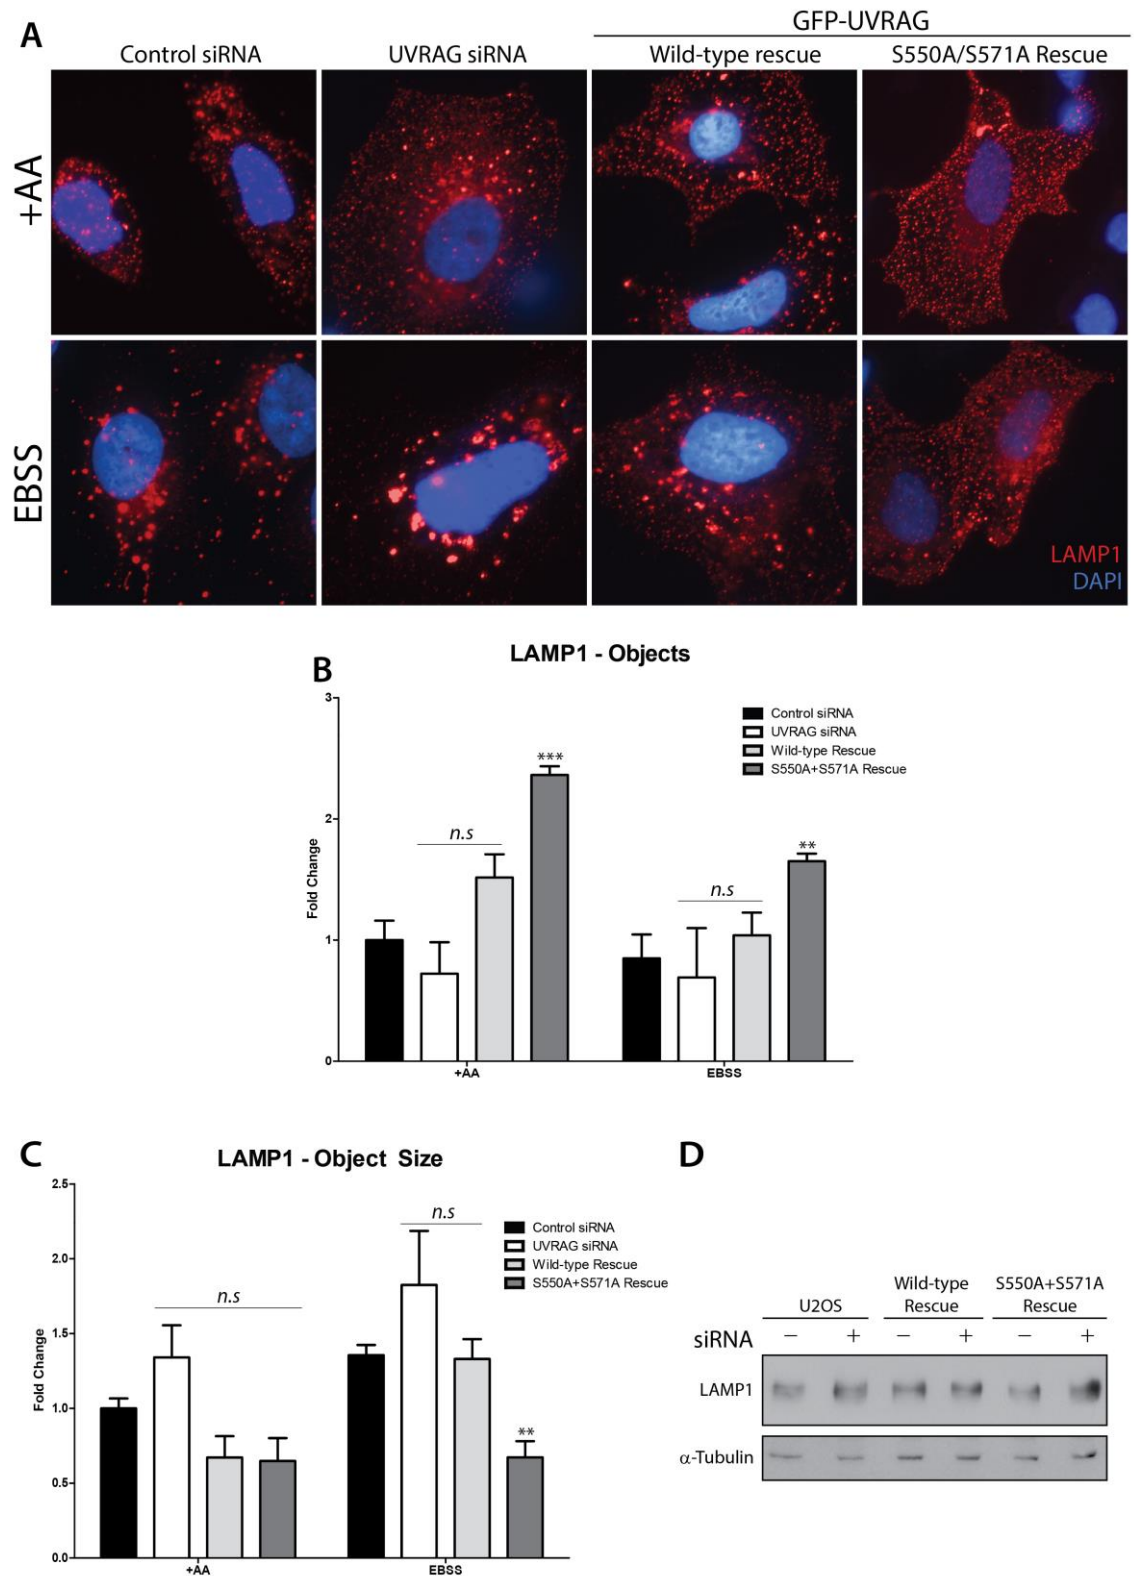 GFP-UVRAG
A
Control siRNA
UVRAG siRNA
Wild-type rescue
S550A/S571A Rescue
+AA
EBSS
LAMP1
DAPI
B
LAMP1 - Objects
3
2
1
0
Fold Change
n.s
***
n.s
**
Control siRNA
UVRAG siRNA
Wild-type Rescue
S550A+S571A Rescue
+AA
EBSS
C
LAMP1 - Object Size
2.5
2.0
1.5
1.0
0.5
0.0
Fold Change
n.s
n.s
**
Control siRNA
UVRAG siRNA
Wild-type Rescue
S550A+S571A Rescue
+AA
EBSS
D
U2OS
Wild-type
Rescue
S550A+S571A
Rescue
siRNA − + − + − +
LAMP1
α-Tubulin